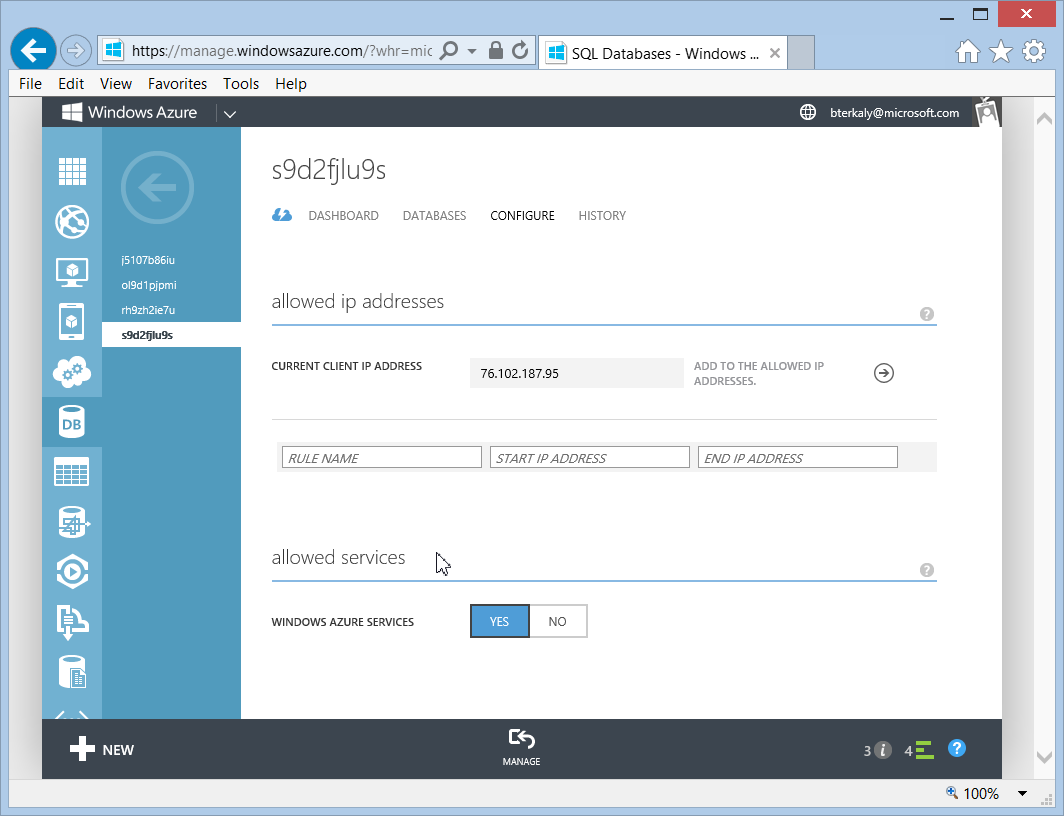 https://manage.windowsazure.com/?whr=mic
SQL Databases - Windows ...
File Edit View Favorites Tools Help
Windows Azure
bterkaly@microsoft.com
s9d2fjlu9s
DASHBOARD DATABASES CONFIGURE HISTORY
j5107b86iu
ol9d1pjpmi
rh9zh2ie7u
s9d2fjlu9s
allowed ip addresses
?
CURRENT CLIENT IP ADDRESS
76.102.187.95
ADD TO THE ALLOWED IP
ADDRESSES.
DB
RULE NAME
START IP ADDRESS
END IP ADDRESS
allowed services
?
WINDOWS AZURE SERVICES
YES
NO
NEW
MANAGE
3 i
4
?
100%